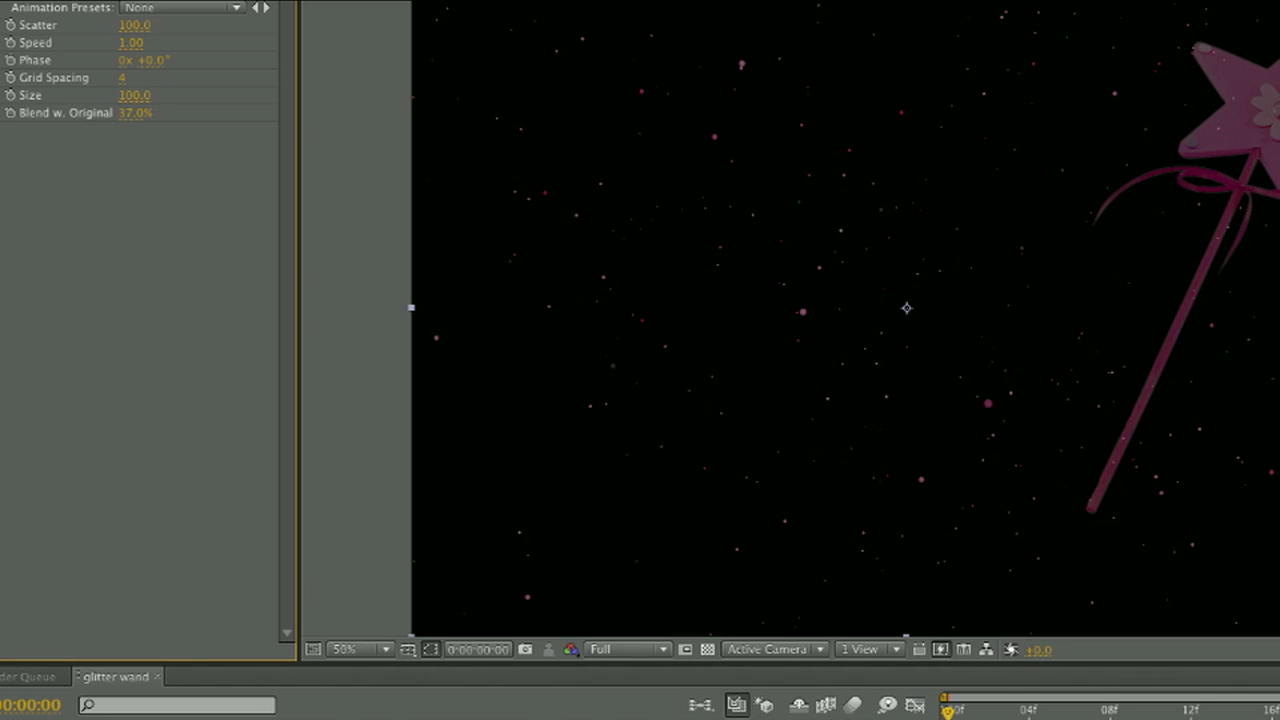 Animation Presets: None
Scatter 100.0
Speed 1.00
Phase 0x +0.0°
Grid Spacing 4
Size 100.0
Blend w. Original 37.0%
50% 0:00:00:00 Full Active Camera 1 View +0.0
der Queue glitter wand ×
00:00:00
00f 04f 08f 12f 16f